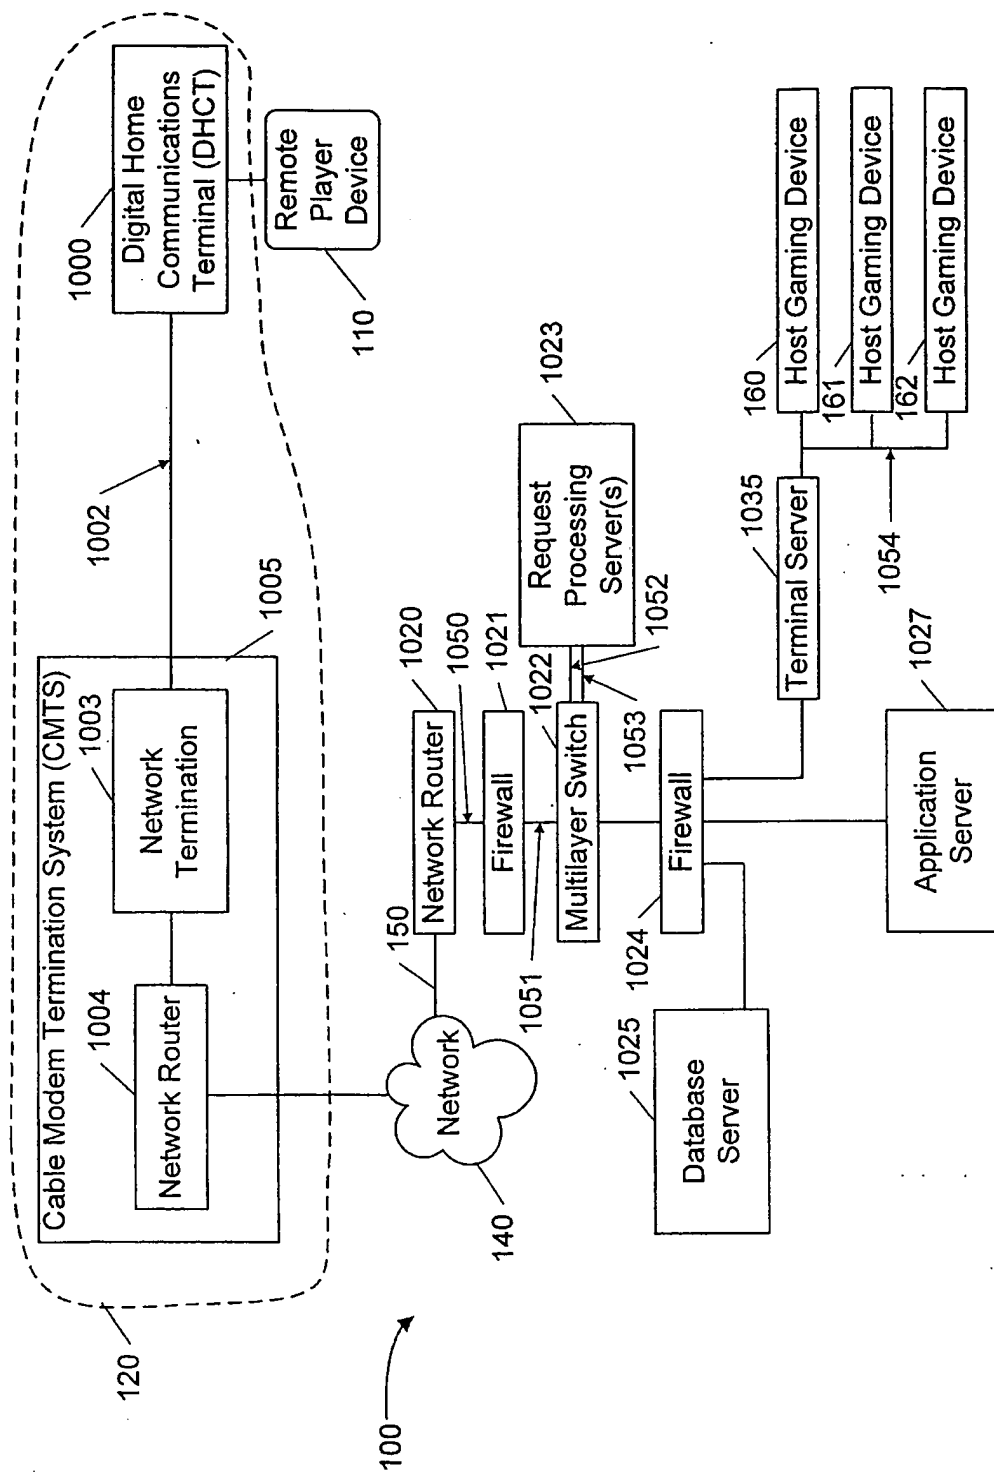 Cable Modem Termination System (CMTS)
1005
1004
Network Router
1003
Network
Termination
1002
1000
Digital Home
Communications
Terminal (DHCT)
Remote
Player
Device
110
120
100
140
Network
150
Network Router
1020
1050
Firewall
1021
1051
Multilayer Switch
1022
Request
Processing
Server(s)
1023
1052
1053
Firewall
1024
1025
Database
Server
Terminal Server
1035
Application
Server
1027
160
Host Gaming Device
161
Host Gaming Device
162
Host Gaming Device
1054